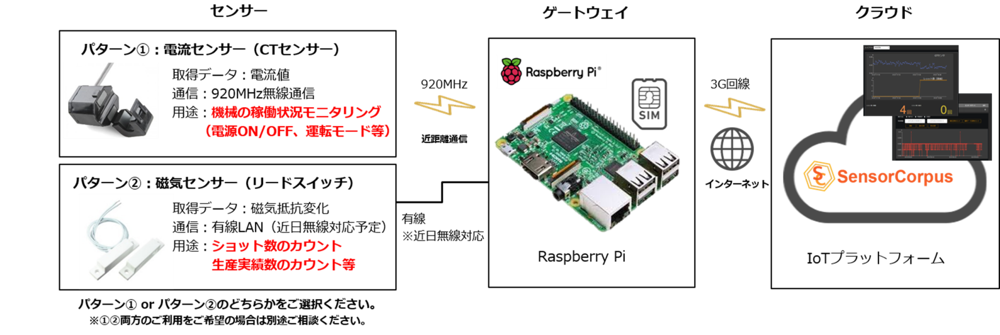 センサー
パターン①：電流センサー（CTセンサー）
取得データ：電流値
通信：920MHz無線通信
用途：機械の稼働状況モニタリング
（電源ON/OFF、運転モード等）
パターン②：磁気センサー（リードスイッチ）
取得データ：磁気抵抗変化
通信：有線LAN（近日無線対応予定）
用途：ショット数のカウント
生産実績数のカウント等
パターン① or パターン②のどちらかをご選択ください。
※①②両方のご利用をご希望の場合は別途ご相談ください。
920MHz
近距離通信
有線
※近日無線対応
ゲートウェイ
Raspberry Pi®
SIM
Raspberry Pi
3G回線
インターネット
クラウド
4回
0回
SC SensorCorpus
IoTプラットフォーム